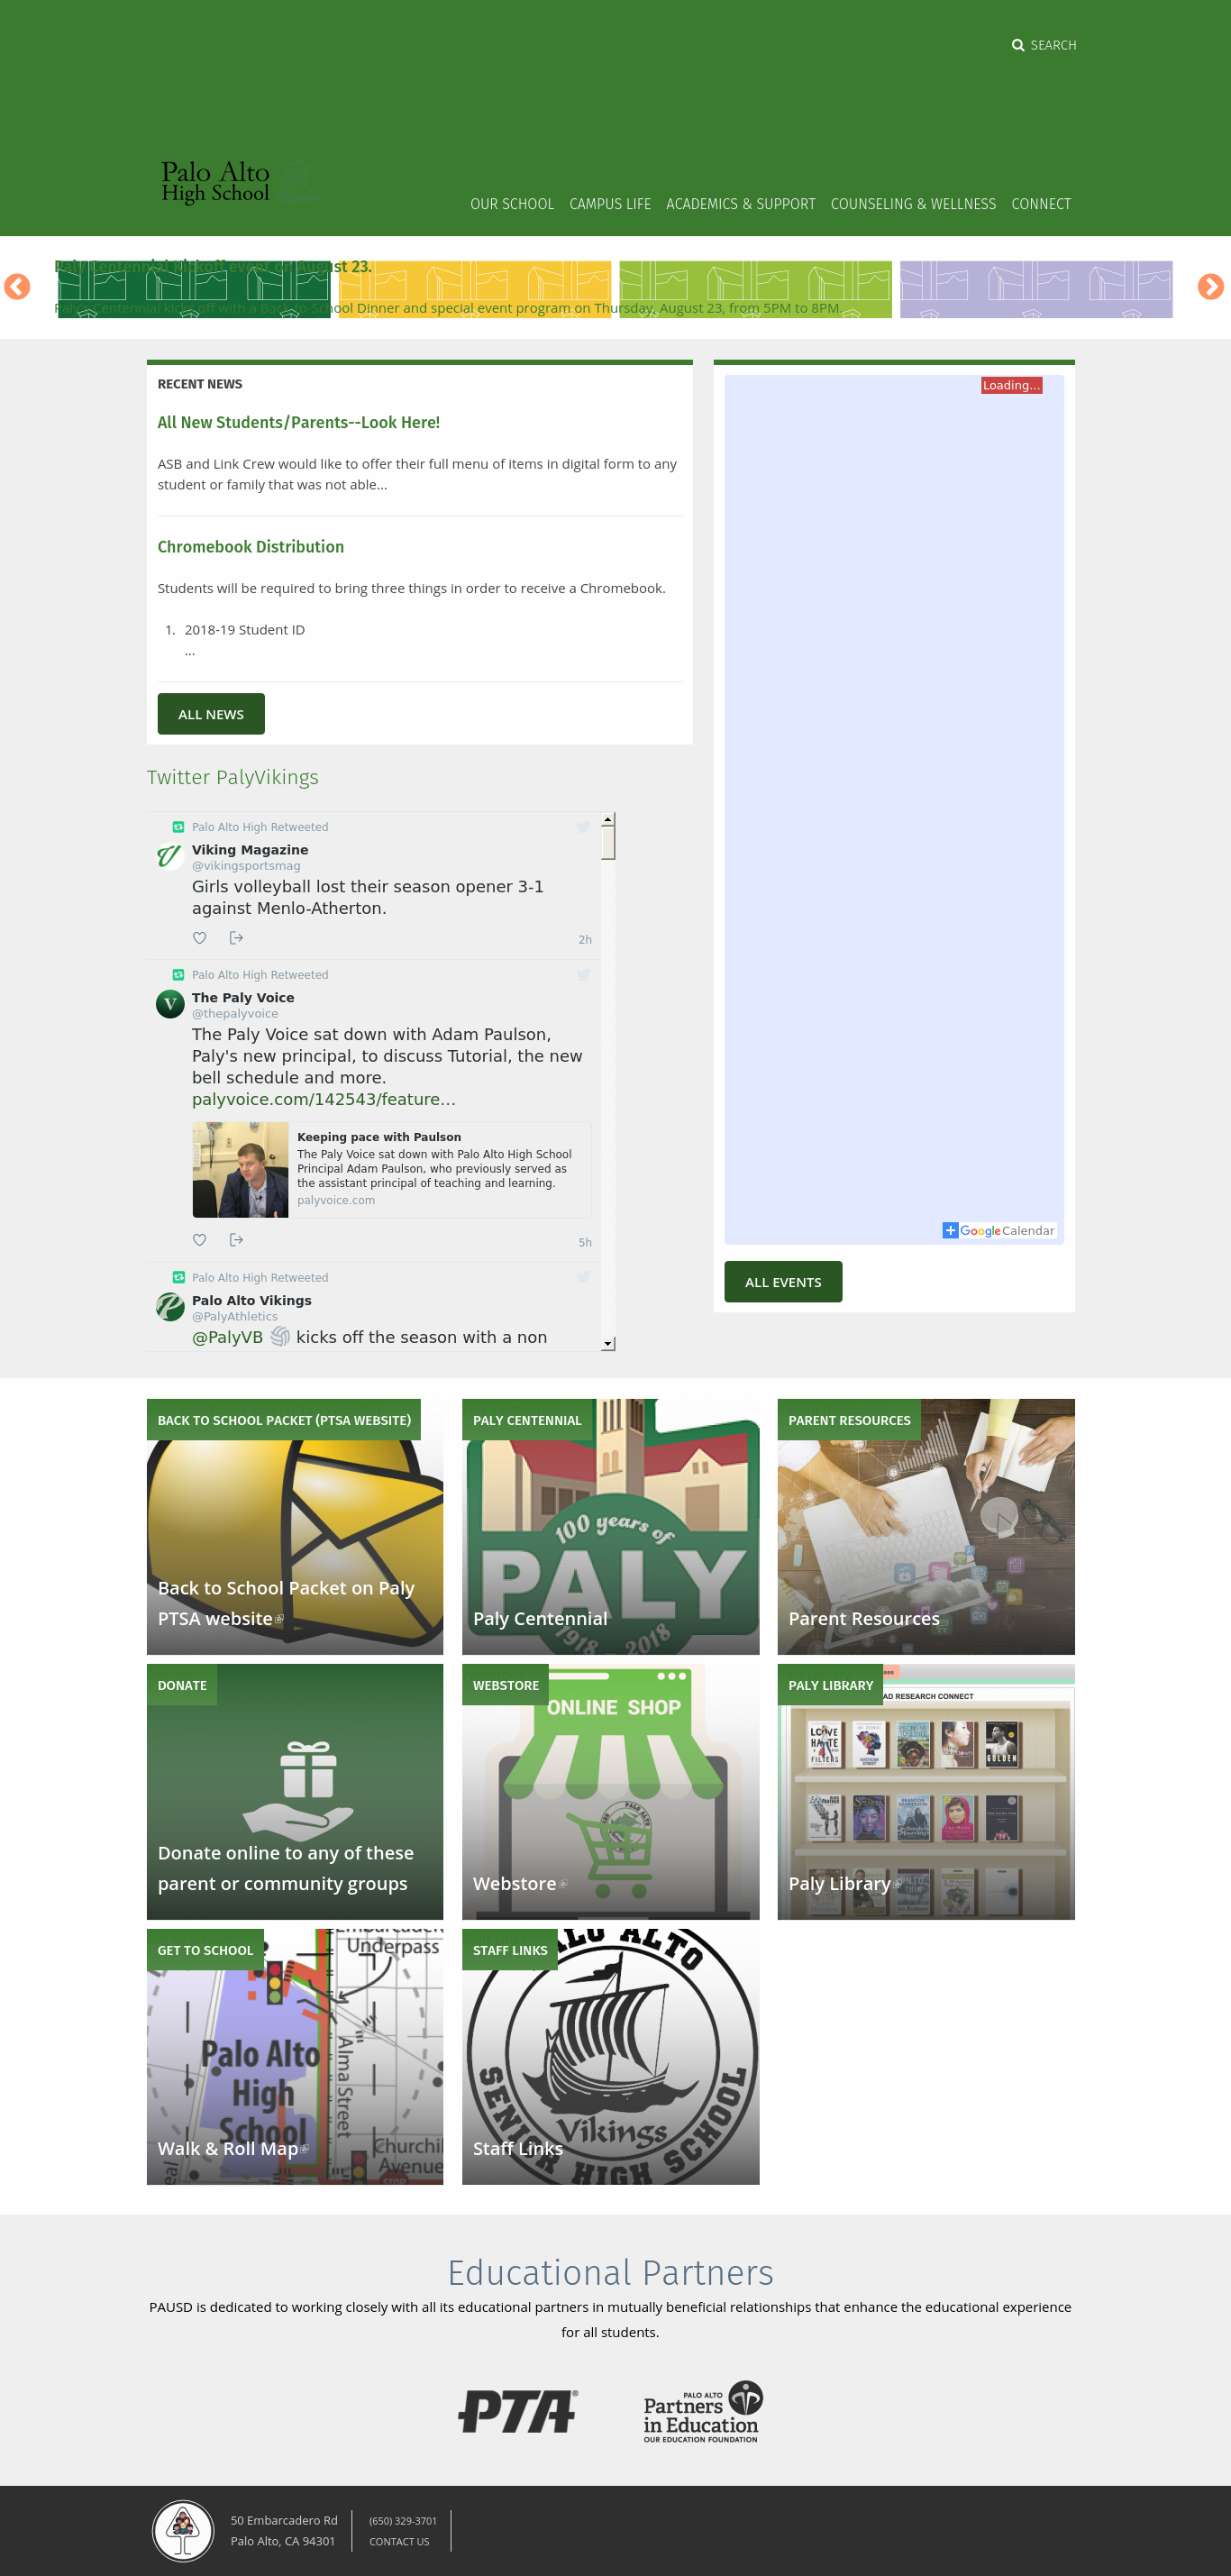 SEARCH
Palo Alto
High School
OUR SCHOOL CAMPUS LIFE ACADEMICS & SUPPORT COUNSELING & WELLNESS CONNECT
Paly Centennial Kickoff event on August 23.
Paly's Centennial kicks off with a Back-to-School Dinner and special event program on Thursday, August 23, from 5PM to 8PM.
RECENT NEWS
All New Students/Parents--Look Here!
ASB and Link Crew would like to offer their full menu of items in digital form to any
student or family that was not able...
Chromebook Distribution
Students will be required to bring three things in order to receive a Chromebook.
1. 2018-19 Student ID
...
ALL NEWS
Loading...
Google Calendar
ALL EVENTS
Twitter PalyVikings
Palo Alto High Retweeted
Viking Magazine
@vikingsportsmag
Girls volleyball lost their season opener 3-1
against Menlo-Atherton.
2h
Palo Alto High Retweeted
V
The Paly Voice
@thepalyvoice
The Paly Voice sat down with Adam Paulson,
Paly's new principal, to discuss Tutorial, the new
bell schedule and more.
palyvoice.com/142543/feature…
Keeping pace with Paulson
The Paly Voice sat down with Palo Alto High School
Principal Adam Paulson, who previously served as
the assistant principal of teaching and learning.
palyvoice.com
5h
Palo Alto High Retweeted
Palo Alto Vikings
@PalyAthletics
@PalyVB kicks off the season with a non
BACK TO SCHOOL PACKET (PTSA WEBSITE)
Back to School Packet on Paly
PTSA website
PALY CENTENNIAL
100 years of
PALY
1918 - 2018
Paly Centennial
PARENT RESOURCES
Parent Resources
DONATE
Donate online to any of these
parent or community groups
WEBSTORE
ONLINE SHOP
PALO ALTO
Webstore
PALY LIBRARY
AD RESEARCH CONNECT
LOVE
HATE
FILTERS
GOLDEN
Paly Library
GET TO SCHOOL
Embarcadero
Underpass
Palo Alto
High
School
Alma Street
Churchil
Avenue
STOP
Walk & Roll Map
STAFF LINKS
PALO ALTO
Vikings
SENIOR HIGH SCHOOL
Staff Links
Educational Partners
PAUSD is dedicated to working closely with all its educational partners in mutually beneficial relationships that enhance the educational experience
for all students.
PTA®
PALO ALTO
Partners
in Education
OUR EDUCATION FOUNDATION
50 Embarcadero Rd
Palo Alto, CA 94301
(650) 329-3701
CONTACT US